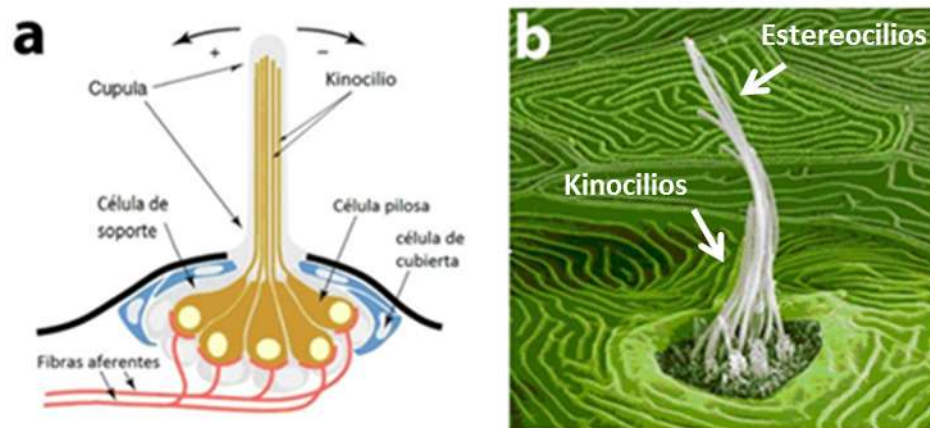 a
+
−
Cupula
Kinocilio
Célula de
soporte
Célula pilosa
célula de
cubierta
Fibras aferentes
b
Estereocilios
Kinocilios